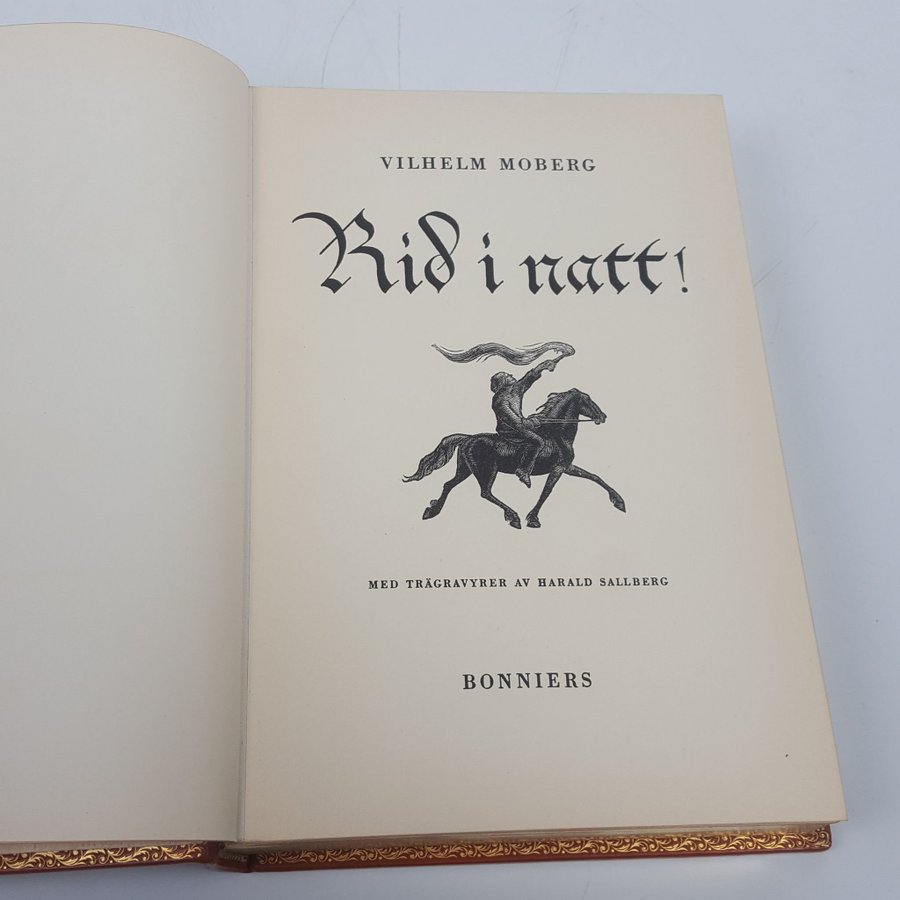 VILHELM MOBERG
Rid i natt!
MED TRÄGRAVYRER AV HARALD SALLBERG
BONNIERS